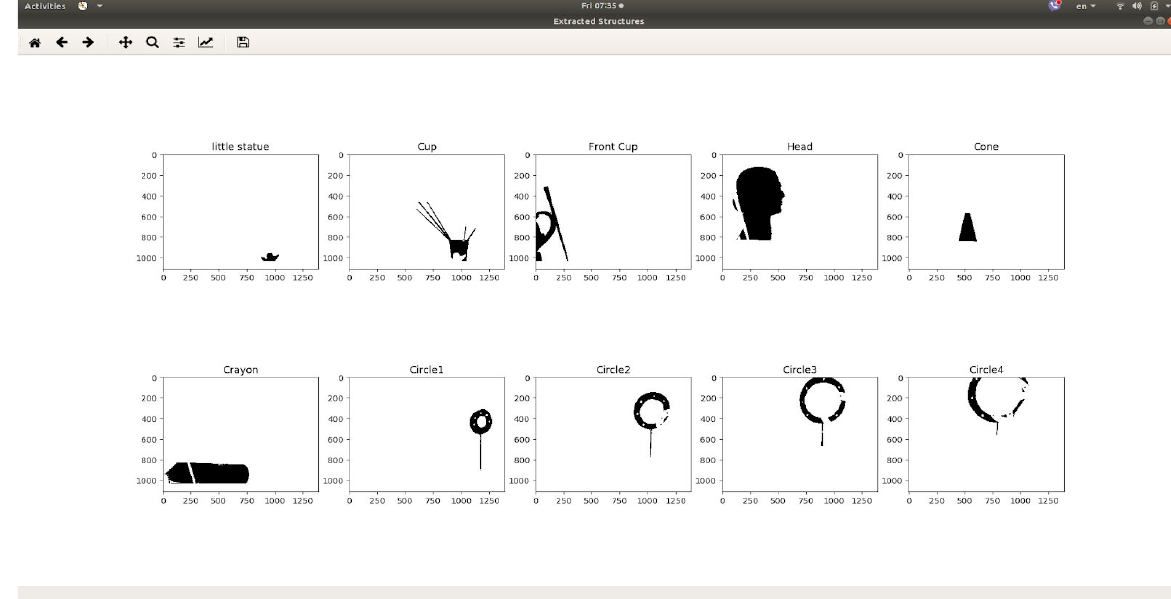 Activities
Fri 07:35
en
Extracted Structures
little statue
Cup
Front Cup
Head
Cone
0 200 400 600 800 1000
0 250 500 750 1000 1250
0 200 400 600 800 1000
0 250 500 750 1000 1250
0 200 400 600 800 1000
0 250 500 750 1000 1250
0 200 400 600 800 1000
0 250 500 750 1000 1250
0 200 400 600 800 1000
0 250 500 750 1000 1250
Crayon
Circle1
Circle2
Circle3
Circle4
0 200 400 600 800 1000
0 250 500 750 1000 1250
0 200 400 600 800 1000
0 250 500 750 1000 1250
0 200 400 600 800 1000
0 250 500 750 1000 1250
0 200 400 600 800 1000
0 250 500 750 1000 1250
0 200 400 600 800 1000
0 250 500 750 1000 1250